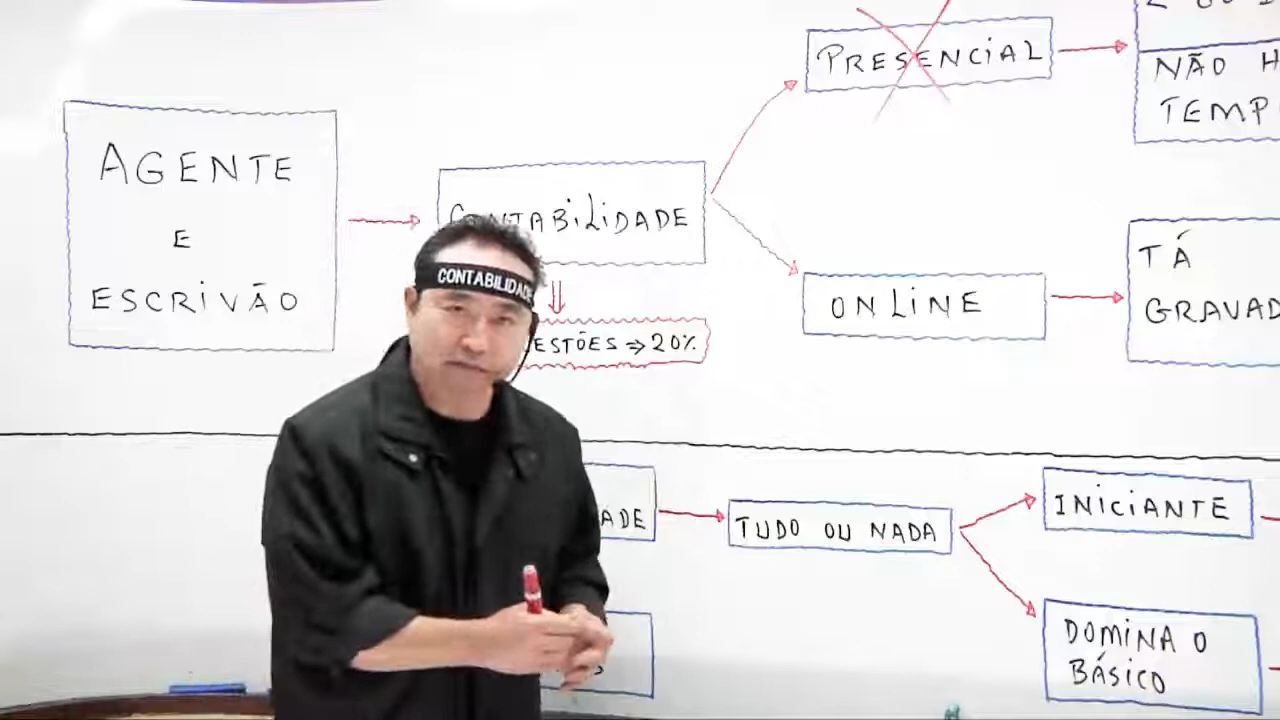 AGENTE
E
ESCRIVÃO
CONTABILIDADE
CONTABILIDADE
ESTÕES ⇒ 20%
PRESENCIAL
NÃO H
TEMP
ONLINE
TÁ
GRAVAD
ADE
TUDO OU NADA
INICIANTE
DOMINA O
BÁSICO